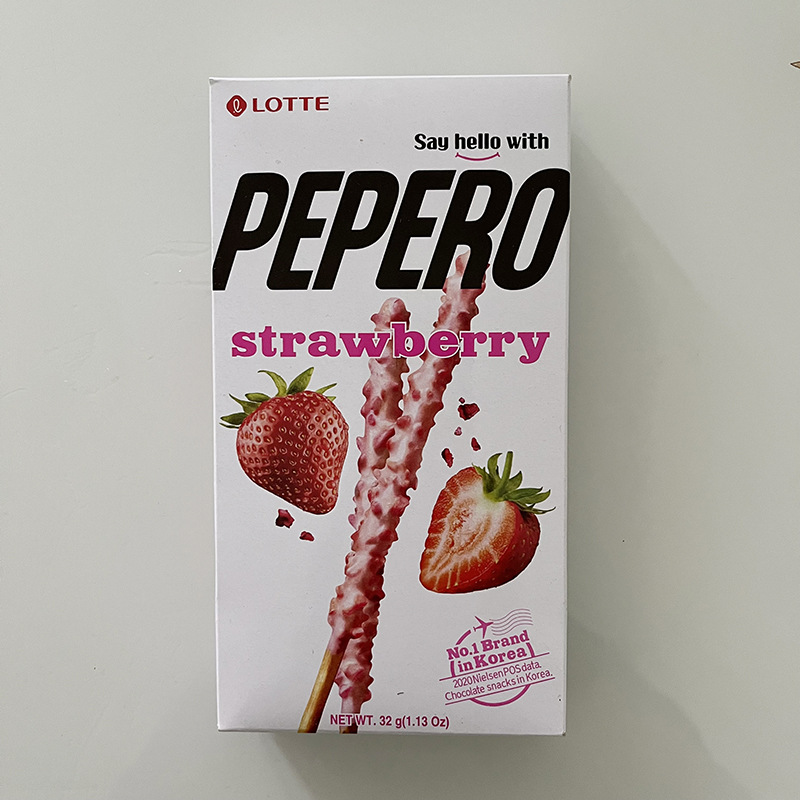 LOTTE
Say hello with
PEPERO
strawberry
No.1 Brand
(in Korea)
2020 Nielsen POS data.
Chocolate snacks in Korea.
NET WT. 32 g(1.13 Oz)